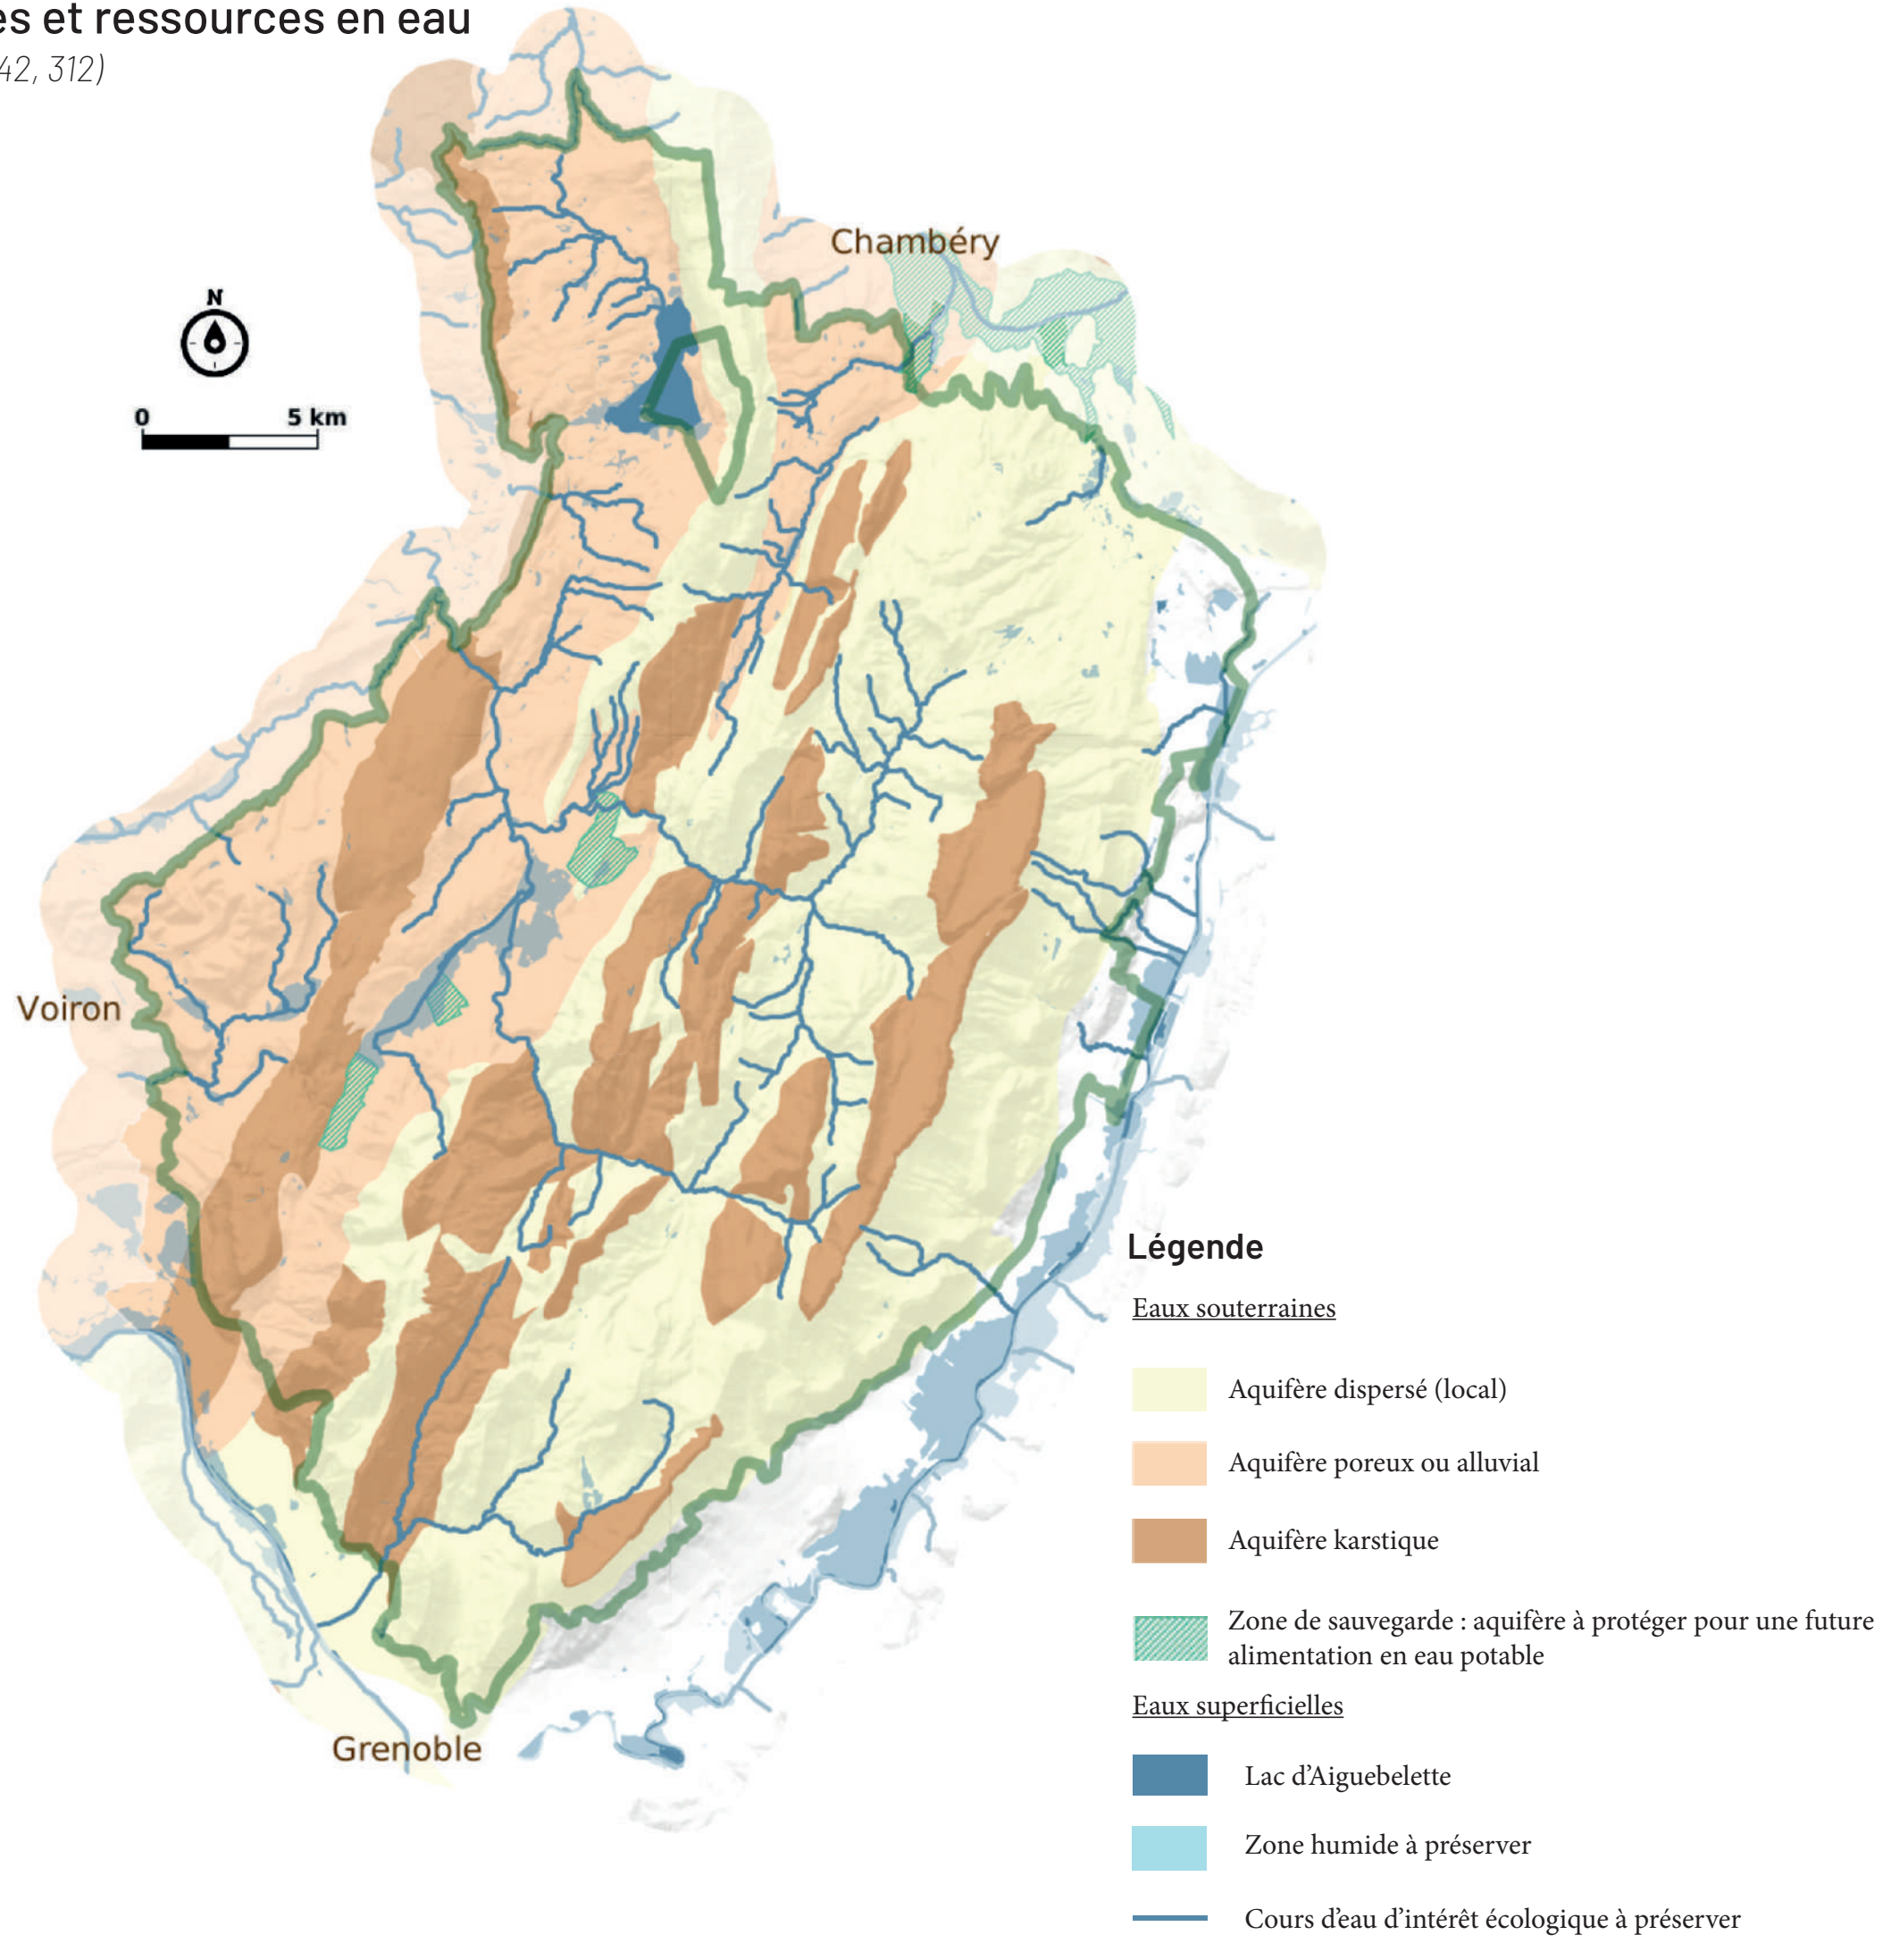 es et ressources en eau
42, 312)
Chambéry
N
0 5 km
Voiron
Grenoble
Légende
Eaux souterraines
Aquifère dispersé (local)
Aquifère poreux ou alluvial
Aquifère karstique
Zone de sauvegarde : aquifère à protéger pour une future
alimentation en eau potable
Eaux superficielles
Lac d’Aiguebelette
Zone humide à préserver
Cours d’eau d’intérêt écologique à préserver